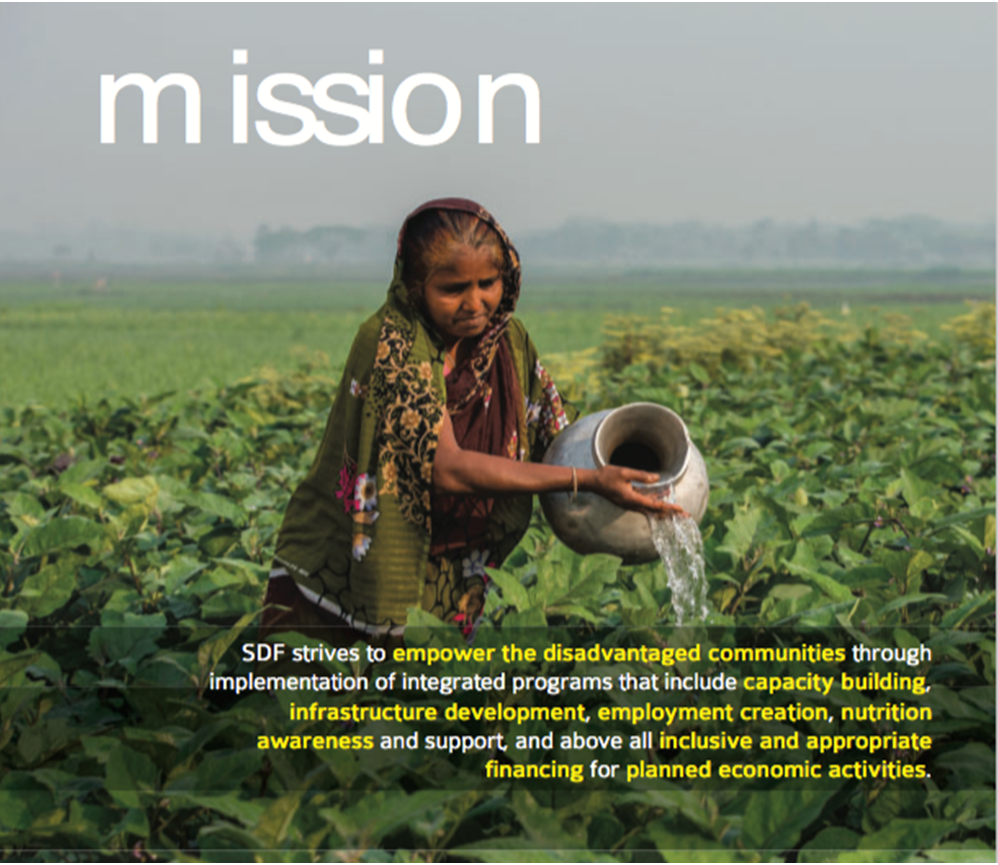 mission
SDF strives to empower the disadvantaged communities through
implementation of integrated programs that include capacity building,
infrastructure development, employment creation, nutrition
awareness and support, and above all inclusive and appropriate
financing for planned economic activities.